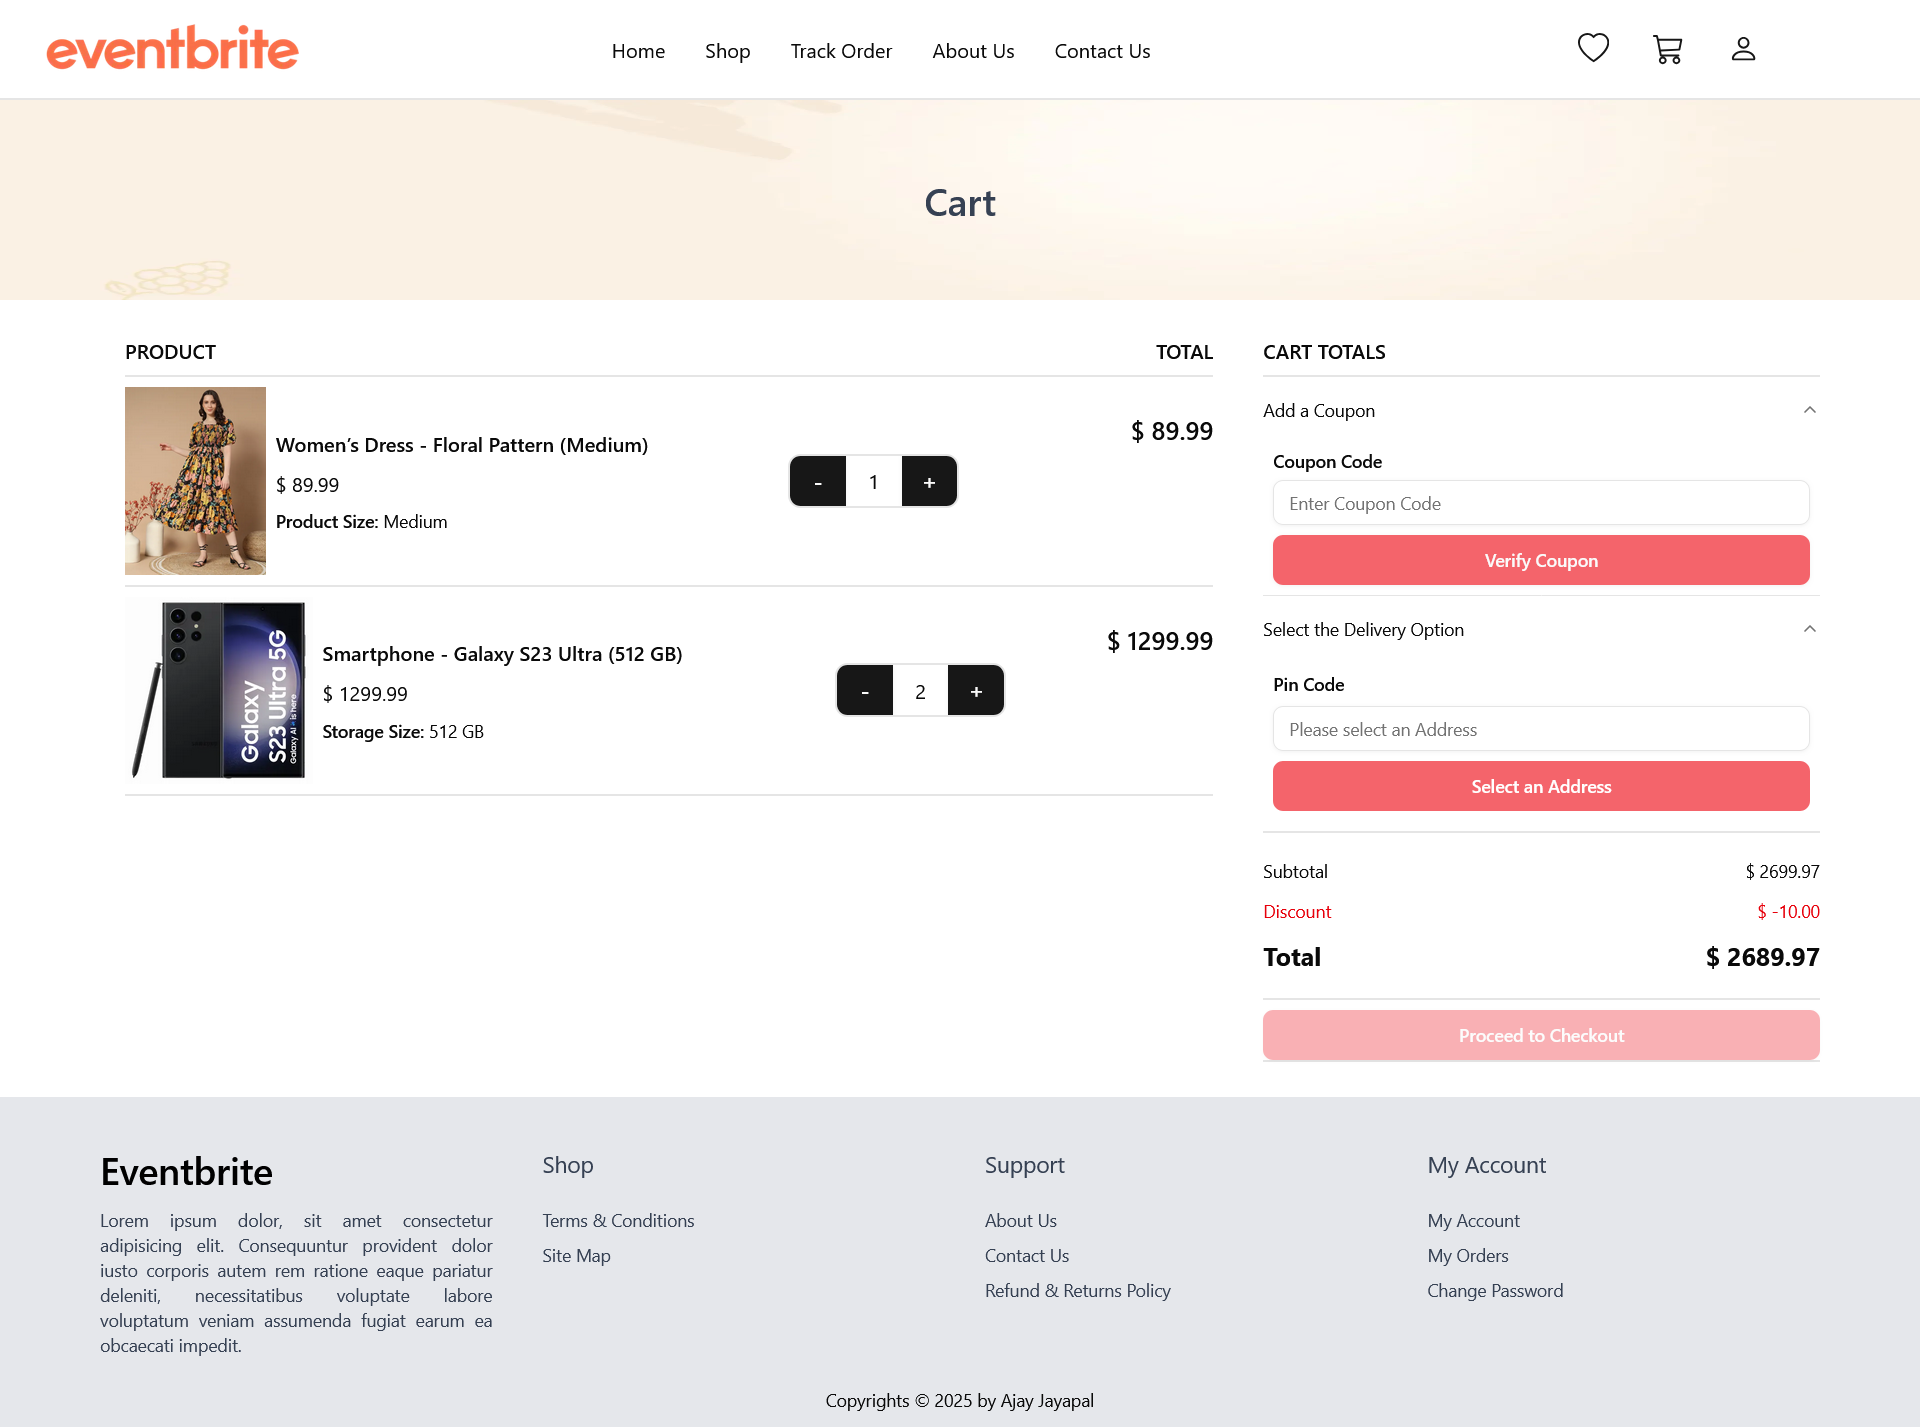 eventbrite
Home Shop Track Order About Us Contact Us
Cart
PRODUCT TOTAL
Women’s Dress - Floral Pattern (Medium)
$ 89.99
Product Size: Medium
- 1 +
$ 89.99
Galaxy
S23 Ultra 5G
Galaxy AI is here
Smartphone - Galaxy S23 Ultra (512 GB)
$ 1299.99
Storage Size: 512 GB
- 2 +
$ 1299.99
CART TOTALS
Add a Coupon
Coupon Code
Enter Coupon Code
Verify Coupon
Select the Delivery Option
Pin Code
Please select an Address
Select an Address
Subtotal $ 2699.97
Discount $ -10.00
Total $ 2689.97
Proceed to Checkout
Eventbrite
Lorem ipsum dolor, sit amet consectetur
adipisicing elit. Consequuntur provident dolor
iusto corporis autem rem ratione eaque pariatur
deleniti, necessitatibus voluptate labore
voluptatum veniam assumenda fugiat earum ea
obcaecati impedit.
Shop
Terms & Conditions
Site Map
Support
About Us
Contact Us
Refund & Returns Policy
My Account
My Account
My Orders
Change Password
Copyrights © 2025 by Ajay Jayapal